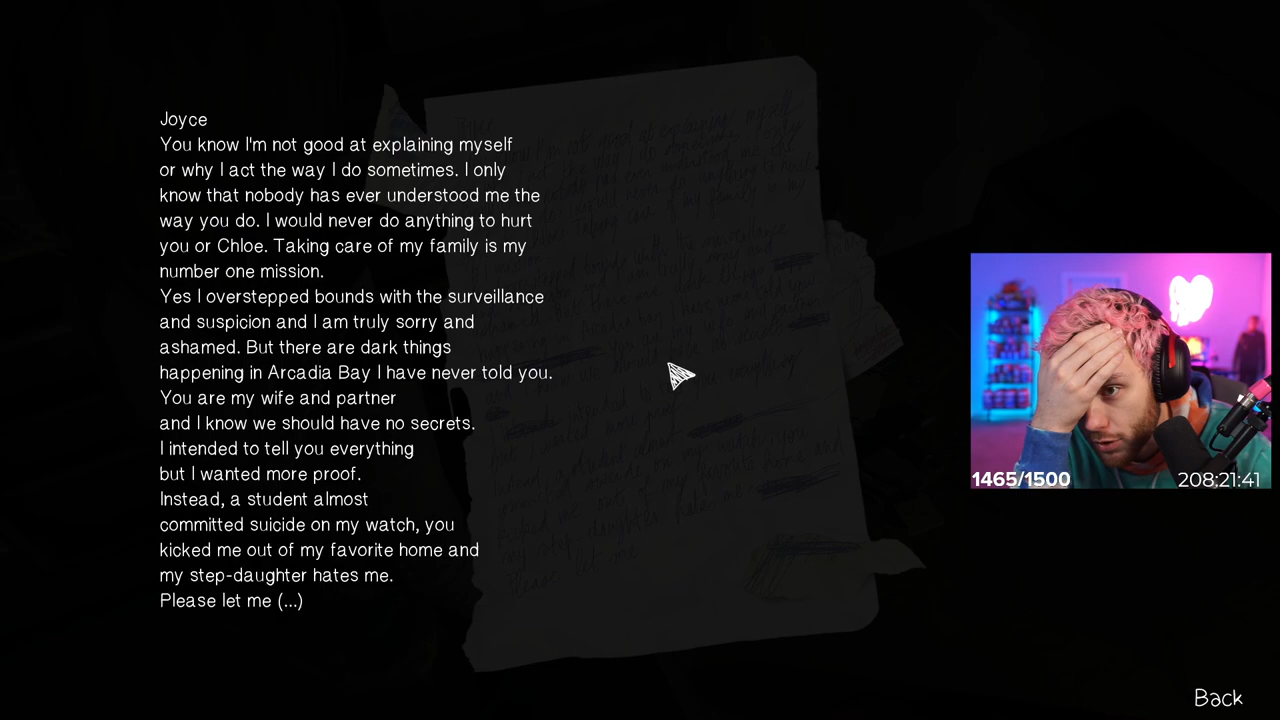 Joyce
You know I'm not good at explaining myself
or why I act the way I do sometimes. I only
know that nobody has ever understood me the
way you do. I would never do anything to hurt
you or Chloe. Taking care of my family is my
number one mission.
Yes I overstepped bounds with the surveillance
and suspicion and I am truly sorry and
ashamed. But there are dark things
happening in Arcadia Bay I have never told you.
You are my wife and partner
and I know we should have no secrets.
I intended to tell you everything
but I wanted more proof.
Instead, a student almost
committed suicide on my watch, you
kicked me out of my favorite home and
my step-daughter hates me.
Please let me (...)
1465/1500
208:21:41
Back